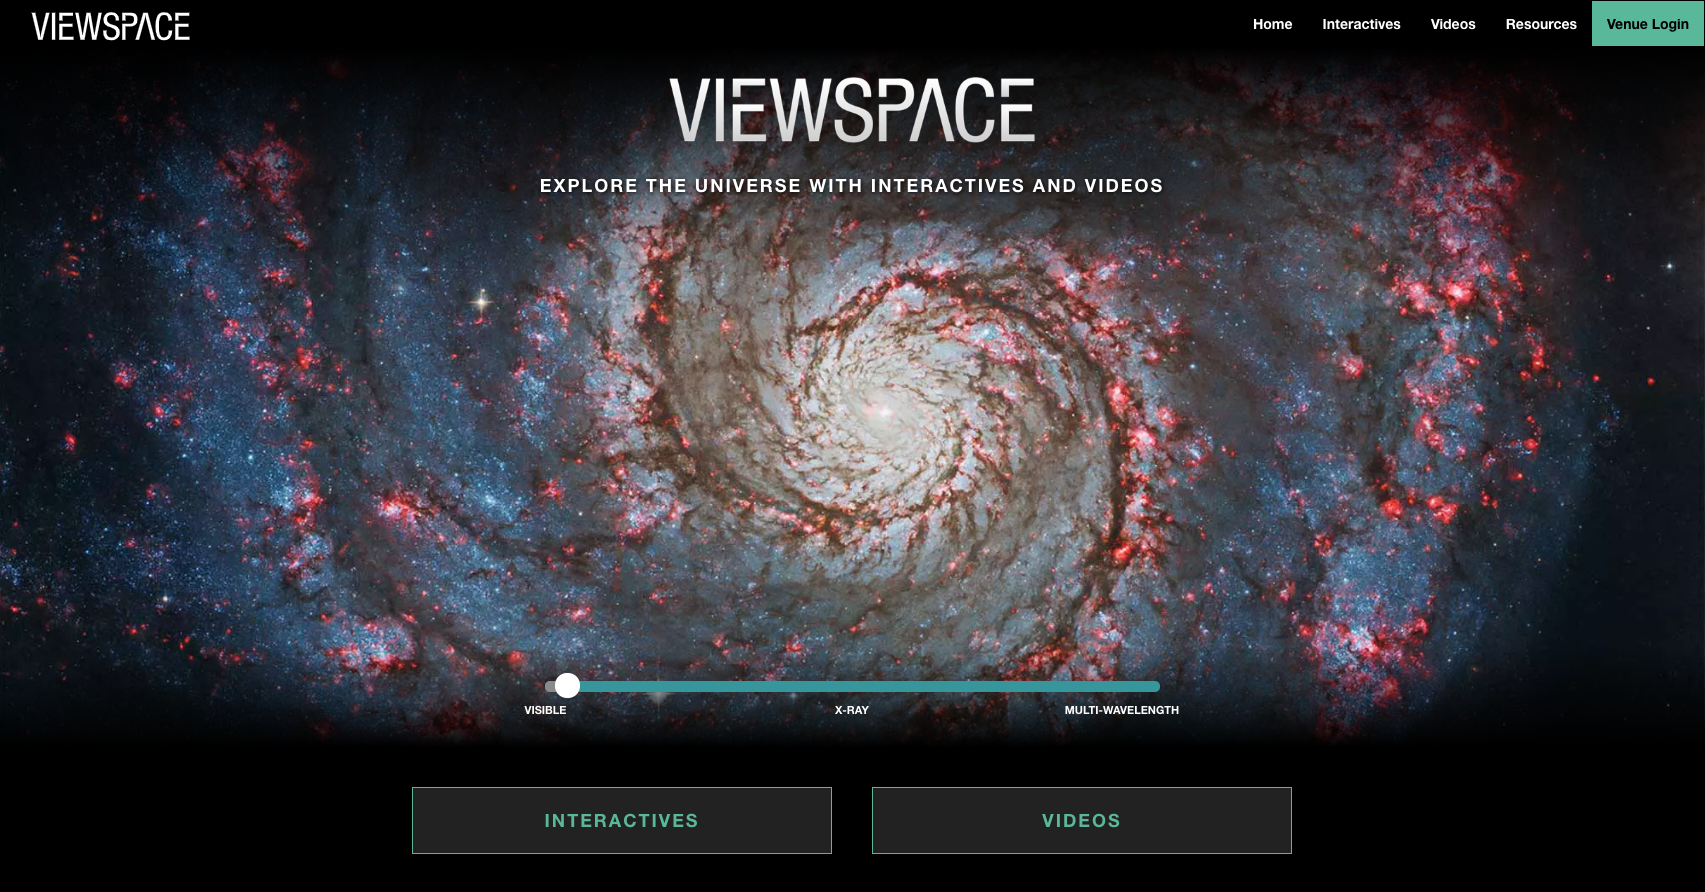 VIEWSPACE
Home Interactives Videos Resources Venue Login
VIEWSPACE
EXPLORE THE UNIVERSE WITH INTERACTIVES AND VIDEOS
VISIBLE X-RAY MULTI-WAVELENGTH
INTERACTIVES VIDEOS